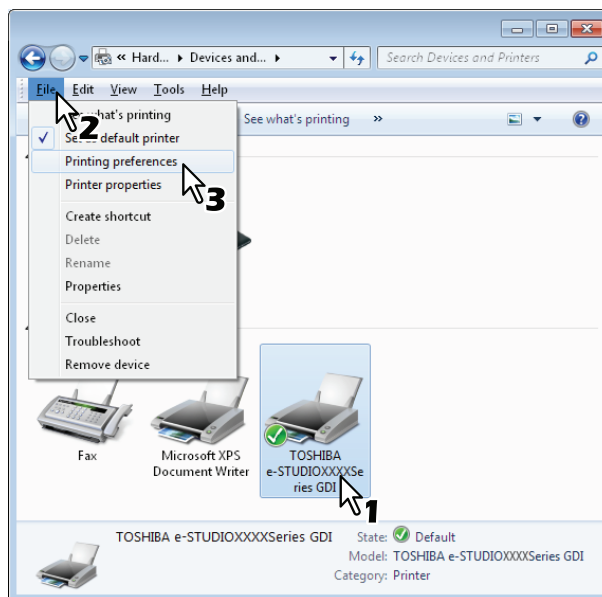 « Hard... ▸ Devices and... ▸
Search Devices and Printers
File Edit View Tools Help
See what's printing »
what's printing
Set as default printer
Printing preferences
Printer properties
Create shortcut
Delete
Rename
Properties
Close
Troubleshoot
Remove device
2
3
Fax
Microsoft XPS
Document Writer
TOSHIBA
e-STUDIOXXXXSe
ries GDI
1
TOSHIBA e-STUDIOXXXXSeries GDI State: Default
Model: TOSHIBA e-STUDIOXXXXSeries GDI
Category: Printer